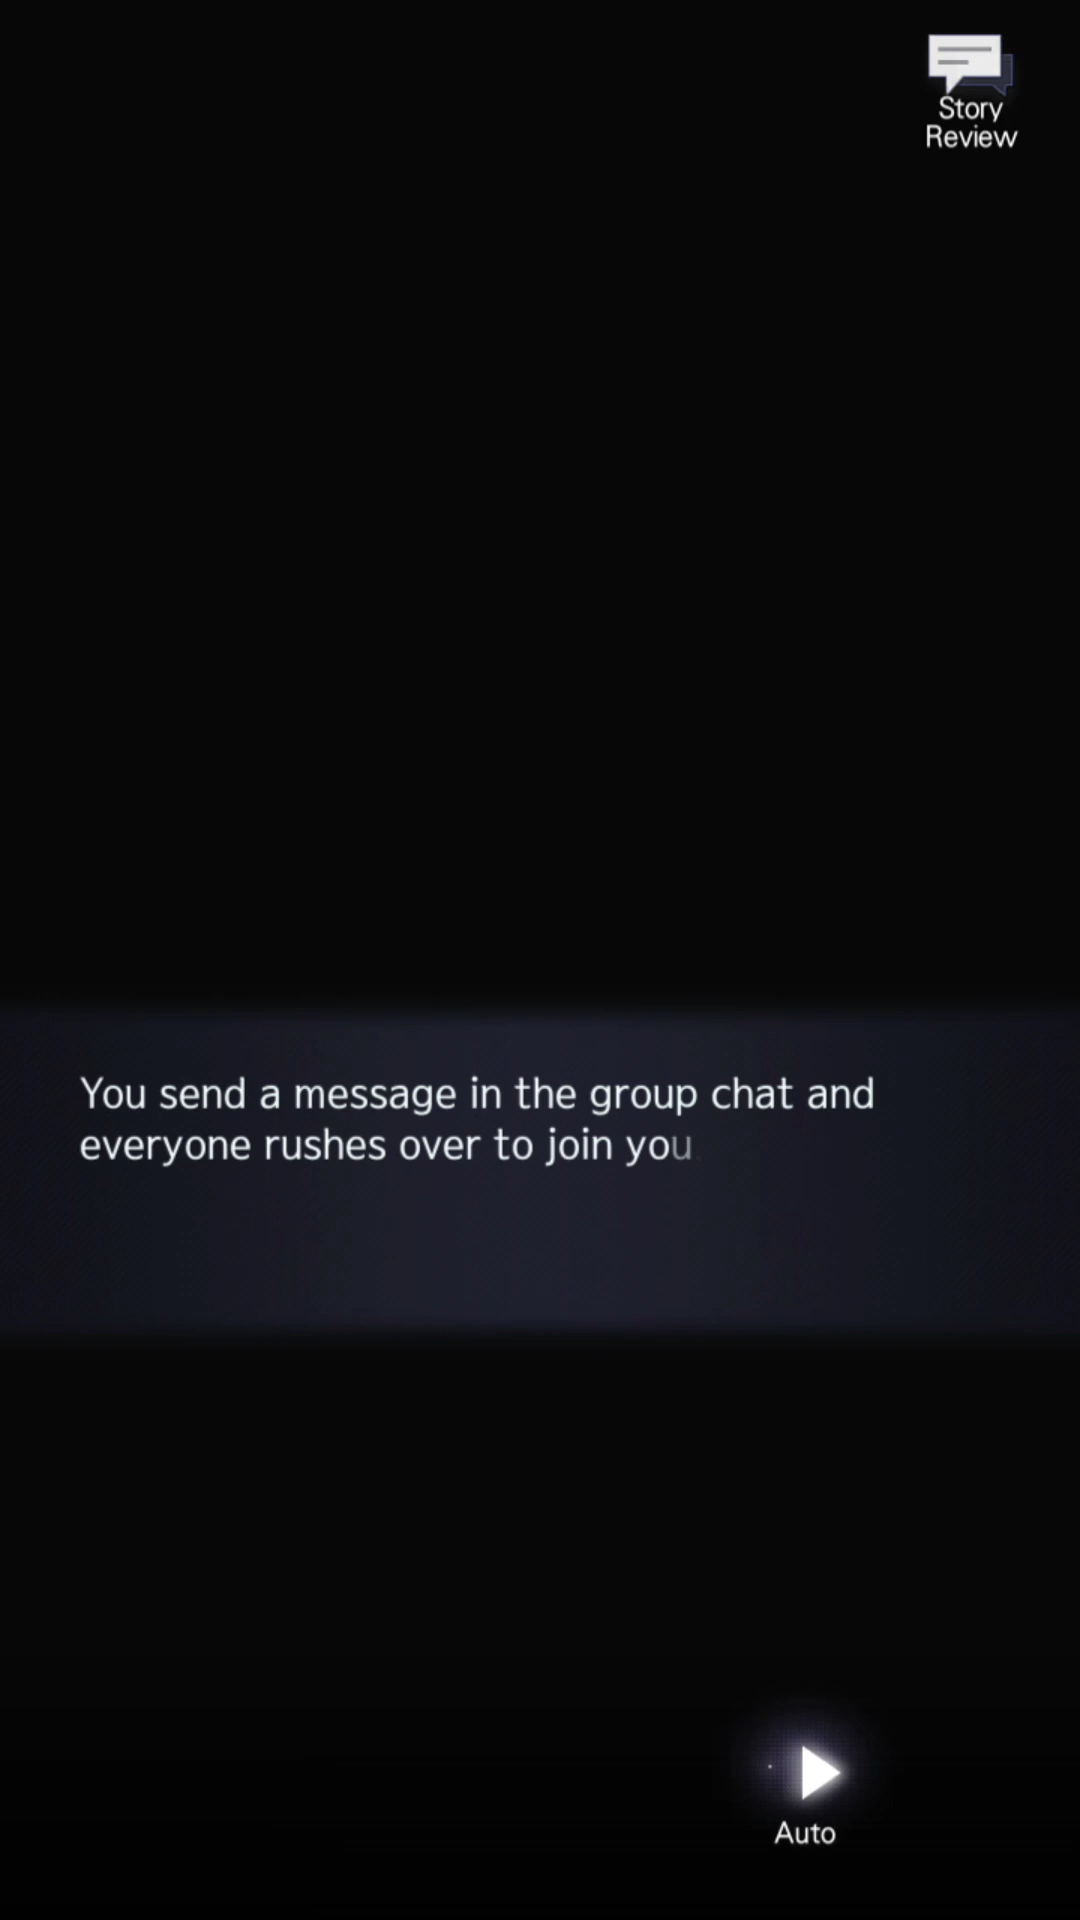 Story
Review
You send a message in the group chat and
everyone rushes over to join you
Auto